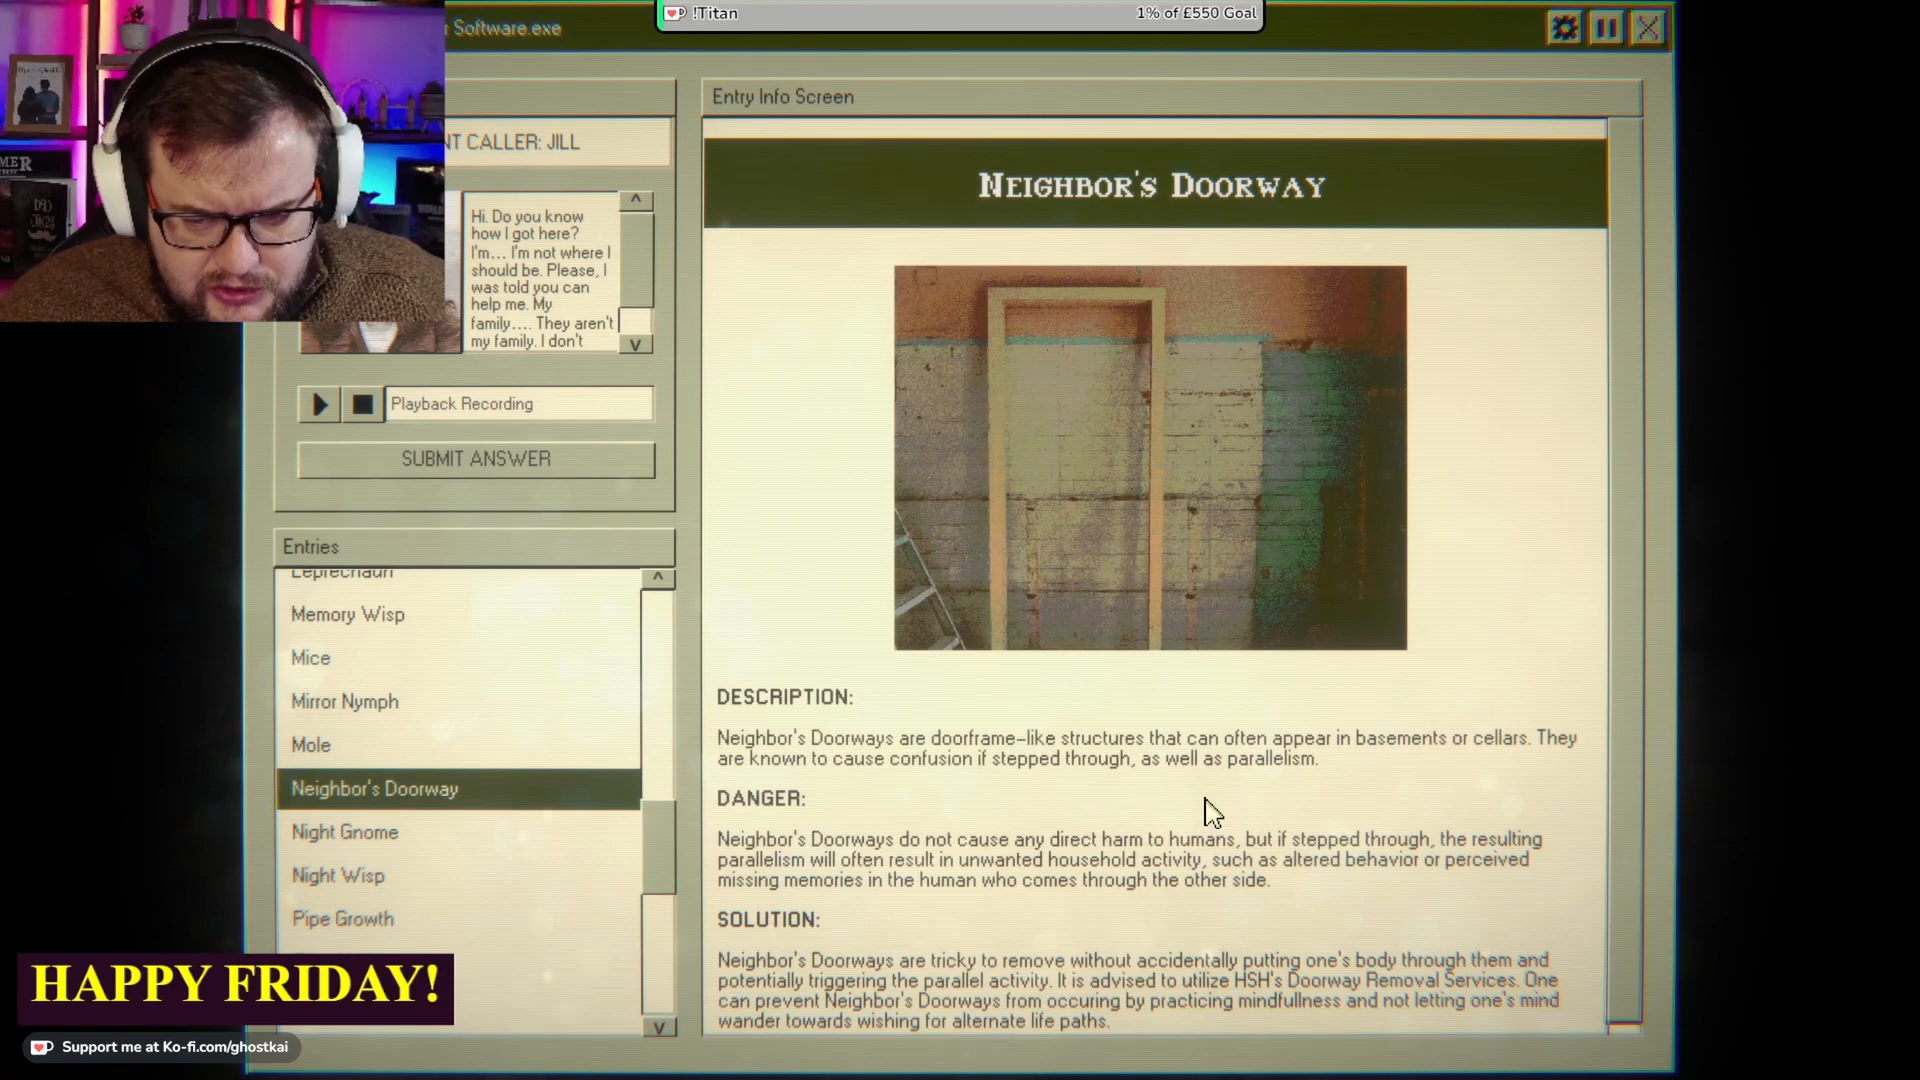 !Titan
1% of £550 Goal
Software.exe
Entry Info Screen
NT CALLER: JILL
Hi. Do you know
how I got here?
I'm... I'm not where I
should be. Please, I
was told you can
help me. My
family.... They aren't
my family. I don't
Playback Recording
SUBMIT ANSWER
Entries
Leprechaun
Memory Wisp
Mice
Mirror Nymph
Mole
Neighbor's Doorway
Night Gnome
Night Wisp
Pipe Growth
NEIGHBOR'S DOORWAY
DESCRIPTION:
Neighbor's Doorways are doorframe-like structures that can often appear in basements or cellars. They
are known to cause confusion if stepped through, as well as parallelism.
DANGER:
Neighbor's Doorways do not cause any direct harm to humans, but if stepped through, the resulting
parallelism will often result in unwanted household activity, such as altered behavior or perceived
missing memories in the human who comes through the other side.
SOLUTION:
Neighbor's Doorways are tricky to remove without accidentally putting one's body through them and
potentially triggering the parallel activity. It is advised to utilize HSH's Doorway Removal Services. One
can prevent Neighbor's Doorways from occuring by practicing mindfullness and not letting one's mind
wander towards wishing for alternate life paths.
HAPPY FRIDAY!
Support me at Ko-fi.com/ghostkai